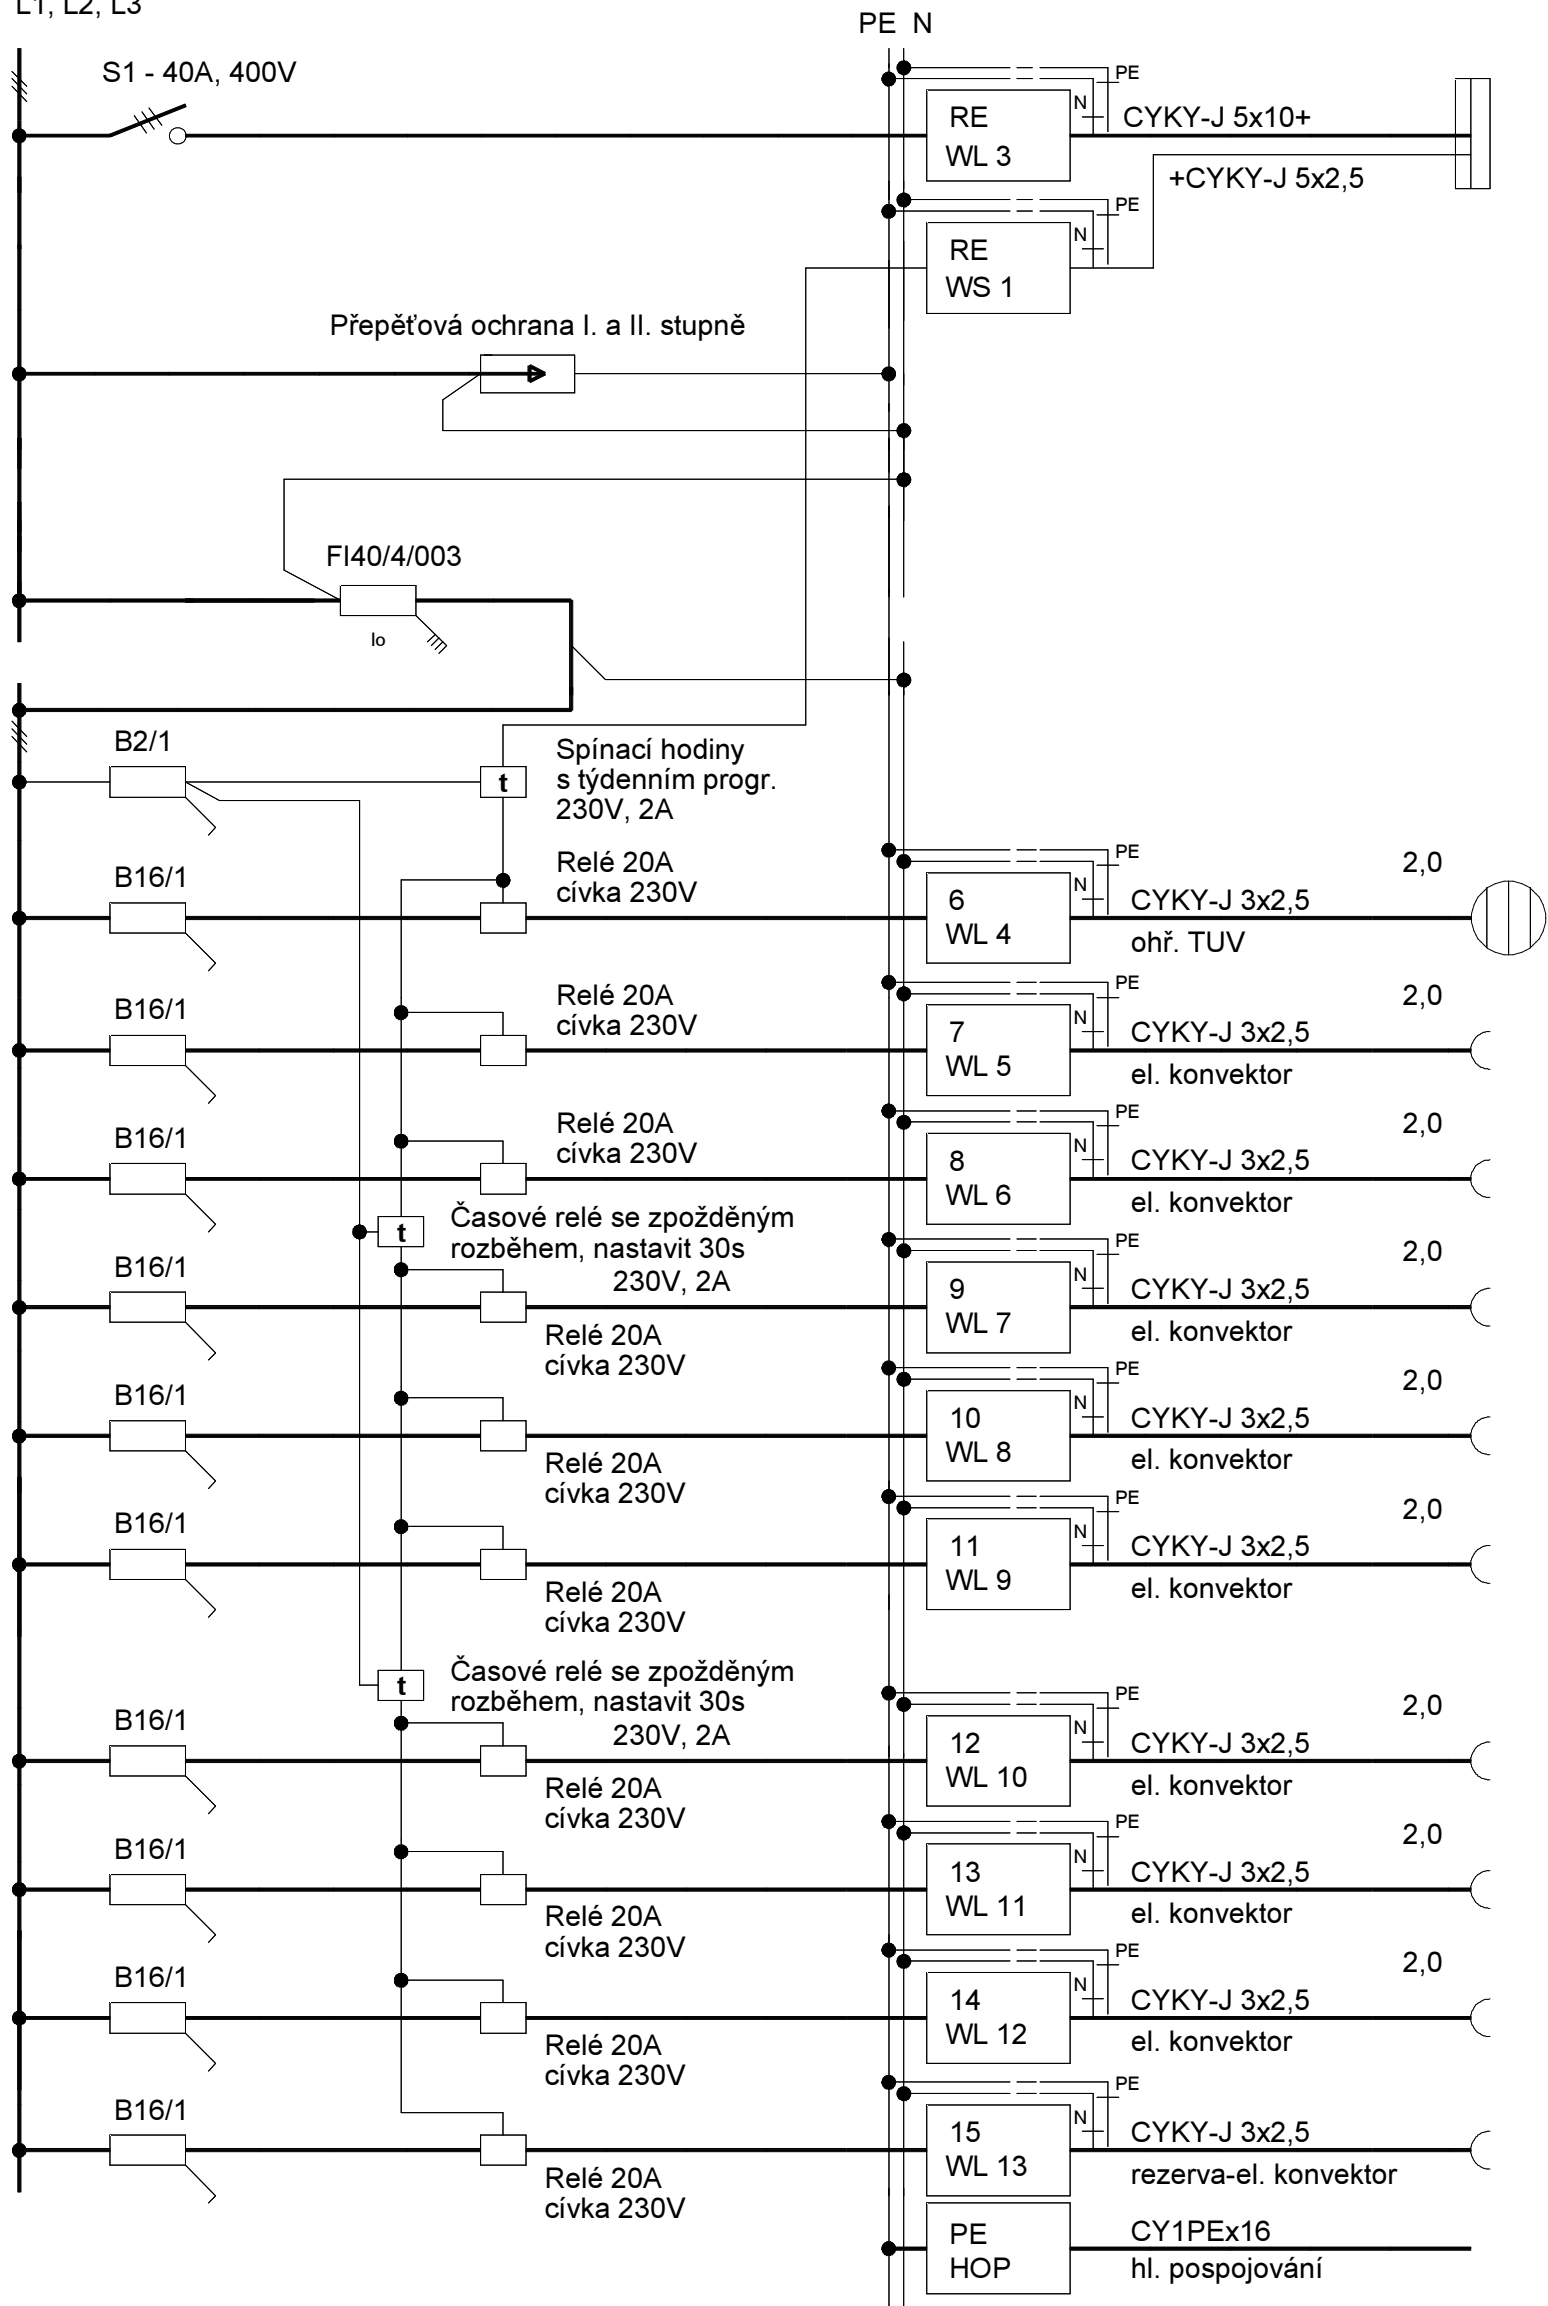 L1, L2, L3
PE N
S1 - 40A, 400V
PE
N
RE
WL 3
CYKY-J 5x10+
+CYKY-J 5x2,5
PE
N
RE
WS 1
Přepěťová ochrana I. a II. stupně
FI40/4/003
Io
B2/1
t
Spínací hodiny
s týdenním progr.
230V, 2A
B16/1
Relé 20A
cívka 230V
PE
N
6
WL 4
CYKY-J 3x2,5
ohř. TUV
2,0
B16/1
Relé 20A
cívka 230V
PE
N
7
WL 5
CYKY-J 3x2,5
el. konvektor
2,0
B16/1
Relé 20A
cívka 230V
PE
N
8
WL 6
CYKY-J 3x2,5
el. konvektor
2,0
t
Časové relé se zpožděným
rozběhem, nastavit 30s
230V, 2A
B16/1
Relé 20A
cívka 230V
PE
N
9
WL 7
CYKY-J 3x2,5
el. konvektor
2,0
B16/1
Relé 20A
cívka 230V
PE
N
10
WL 8
CYKY-J 3x2,5
el. konvektor
2,0
B16/1
Relé 20A
cívka 230V
PE
N
11
WL 9
CYKY-J 3x2,5
el. konvektor
2,0
t
Časové relé se zpožděným
rozběhem, nastavit 30s
230V, 2A
B16/1
Relé 20A
cívka 230V
PE
N
12
WL 10
CYKY-J 3x2,5
el. konvektor
2,0
B16/1
Relé 20A
cívka 230V
PE
N
13
WL 11
CYKY-J 3x2,5
el. konvektor
2,0
B16/1
Relé 20A
cívka 230V
PE
N
14
WL 12
CYKY-J 3x2,5
el. konvektor
2,0
B16/1
Relé 20A
cívka 230V
PE
N
15
WL 13
CYKY-J 3x2,5
rezerva-el. konvektor
PE
HOP
CY1PEx16
hl. pospojování